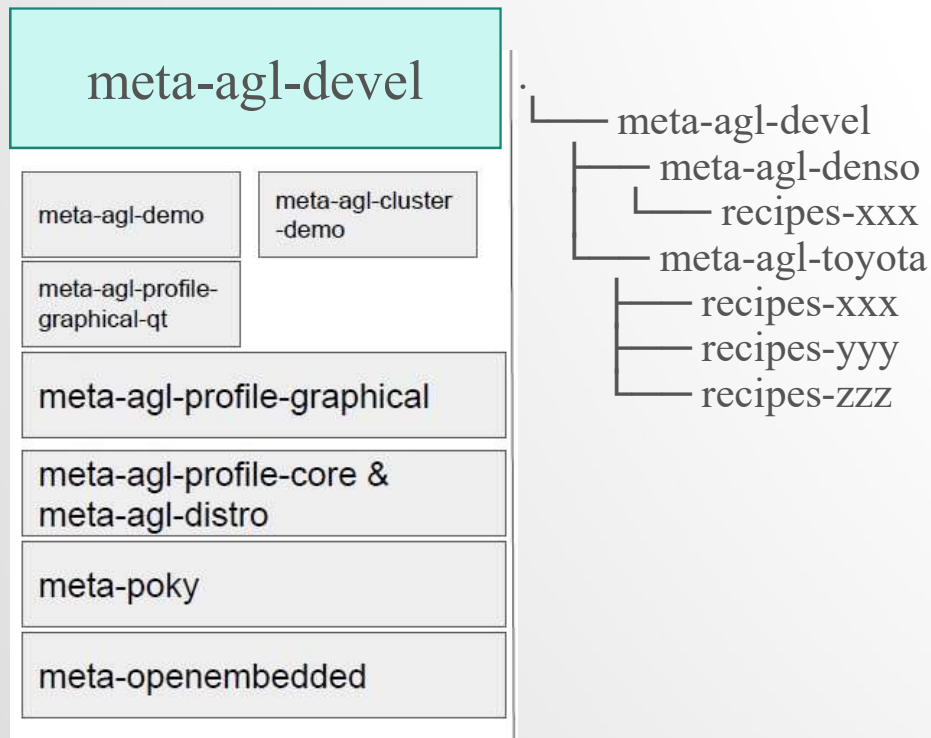 meta-agl-devel
meta-agl-demo
meta-agl-cluster
-demo
meta-agl-profile-
graphical-qt
meta-agl-profile-graphical
meta-agl-profile-core &
meta-agl-distro
meta-poky
meta-openembedded
.
meta-agl-devel
meta-agl-denso
recipes-xxx
meta-agl-toyota
recipes-xxx
recipes-yyy
recipes-zzz